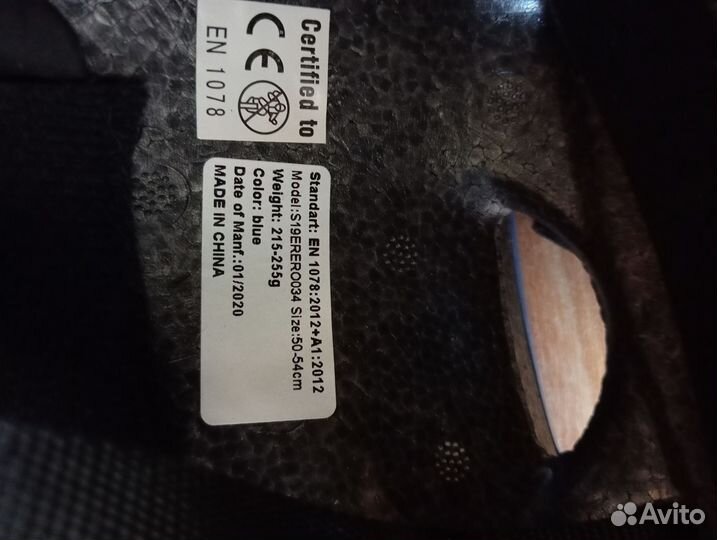 Certified to
CE
EN 1078
Standart: EN 1078:2012+A1:2012
Model:S19ERERO034 Size:50-54cm
Weight: 215-255g
Color: blue
Date of Manf.:01/2020
MADE IN CHINA
Avito